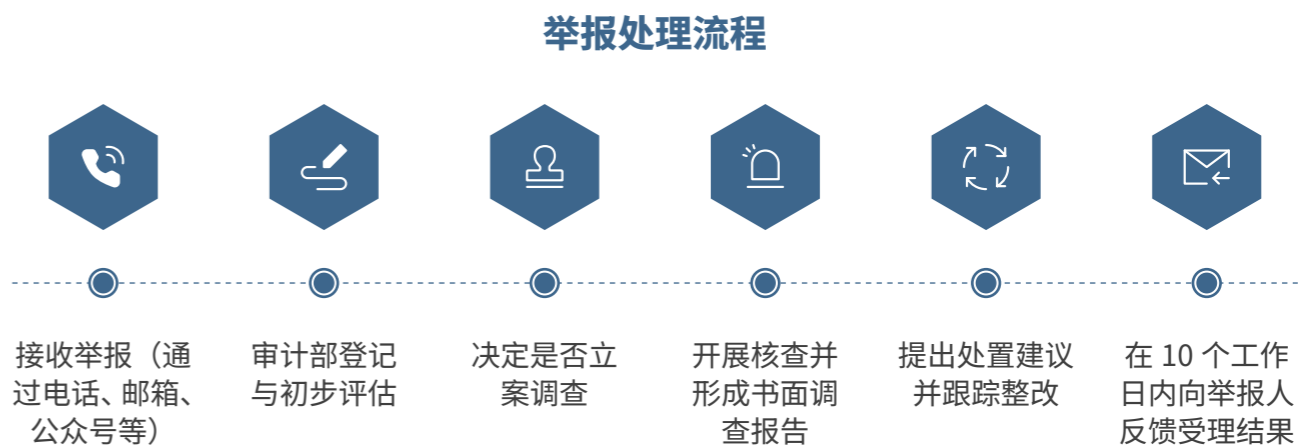 举报处理流程
接收举报（通
过电话、邮箱、
公众号等）
审计部登记
与初步评估
决定是否立
案调查
开展核查并
形成书面调
查报告
提出处置建议
并跟踪整改
在 10 个工作
日内向举报人
反馈受理结果